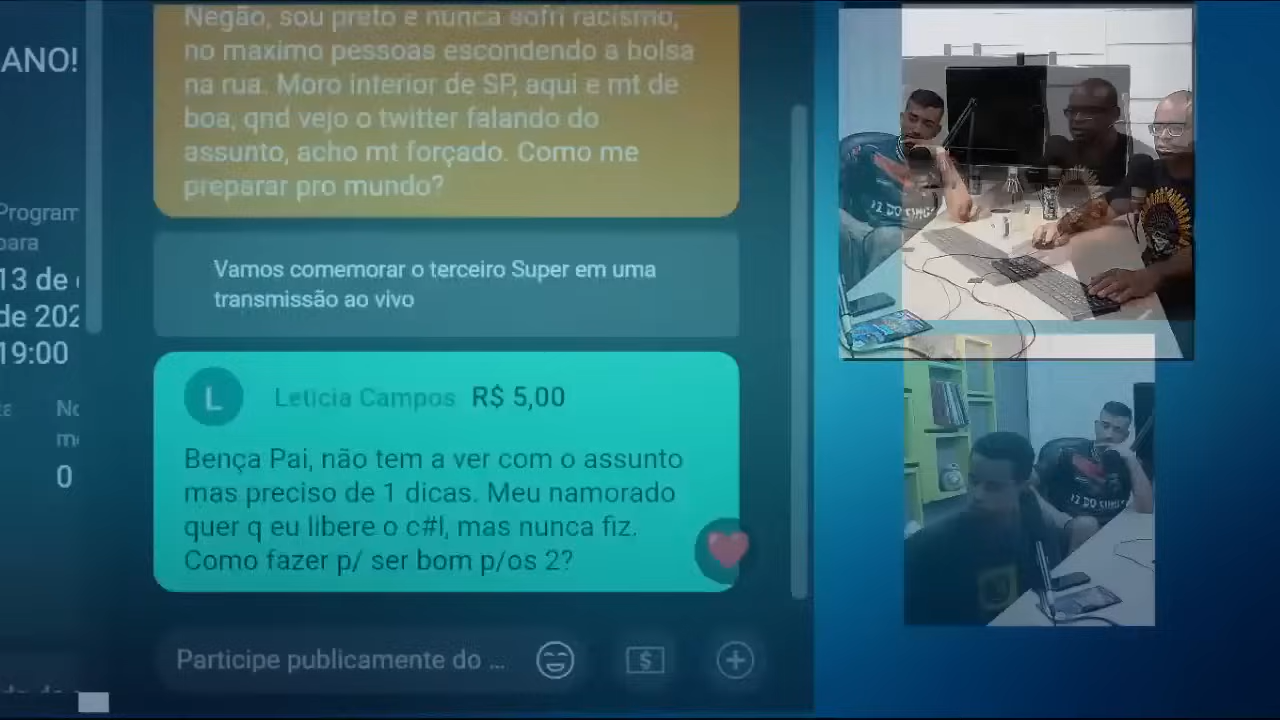 ANO!
Program
para
13 de
de 202
19:00
0
Negão, sou preto e nunca sofri racismo,
no maximo pessoas escondendo a bolsa
na rua. Moro interior de SP, aqui e mt de
boa, qnd vejo o twitter falando do
assunto, acho mt forçado. Como me
preparar pro mundo?
Vamos comemorar o terceiro Super em uma
transmissão ao vivo
L
Leticia Campos R$ 5,00
Bença Pai, não tem a ver com o assunto
mas preciso de 1 dicas. Meu namorado
quer q eu libere o c#l, mas nunca fiz.
Como fazer p/ ser bom p/os 2?
Participe publicamente do ...
$